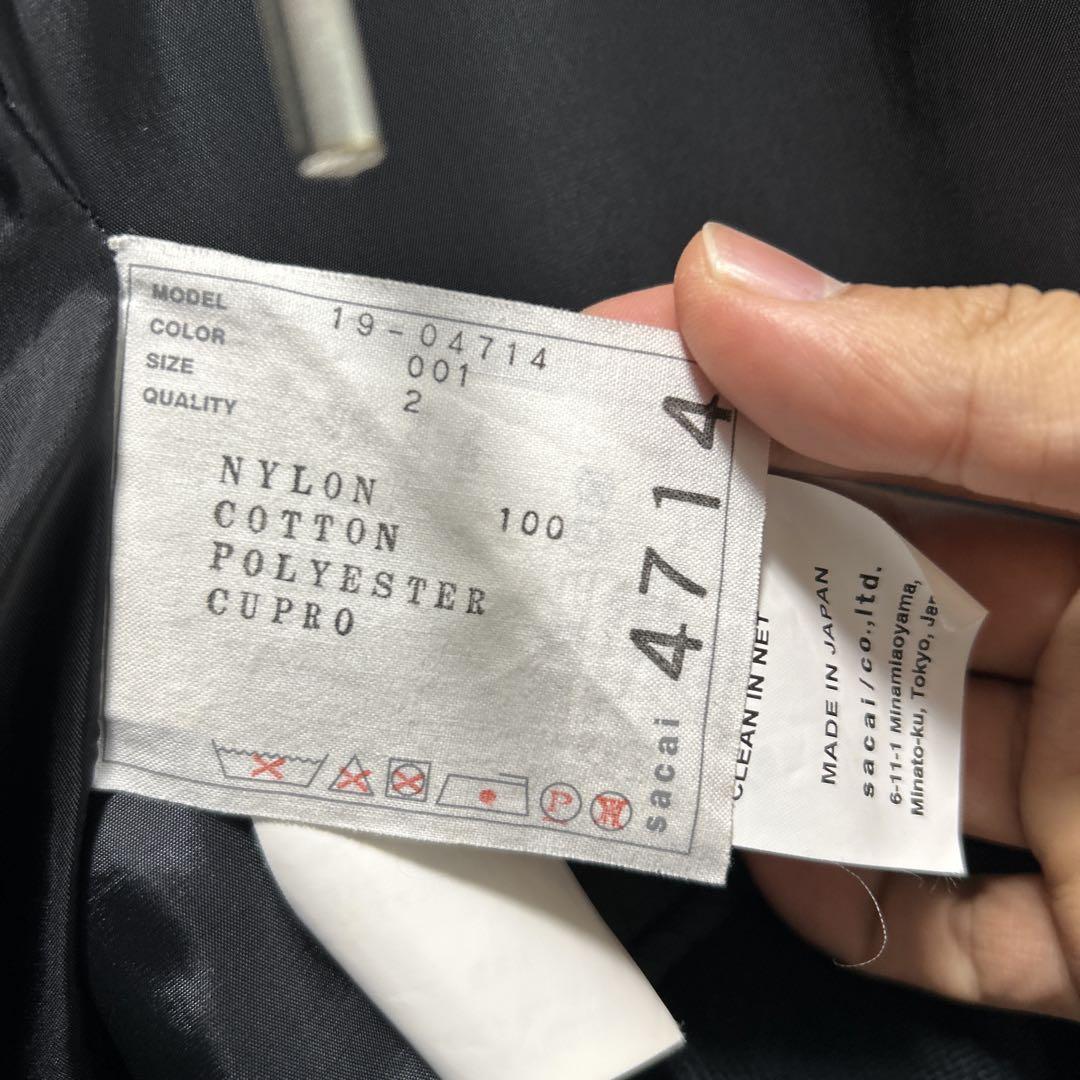 MODEL 19-04714
COLOR 001
SIZE 2
QUALITY
NYLON
COTTON 100
POLYESTER
CUPRO
P
W
sacai 4714
CLEAN IN NET
MADE IN JAPAN
sacai/co.,ltd.
6-11-1 Minamiaoyama,
Minato-ku, Tokyo,